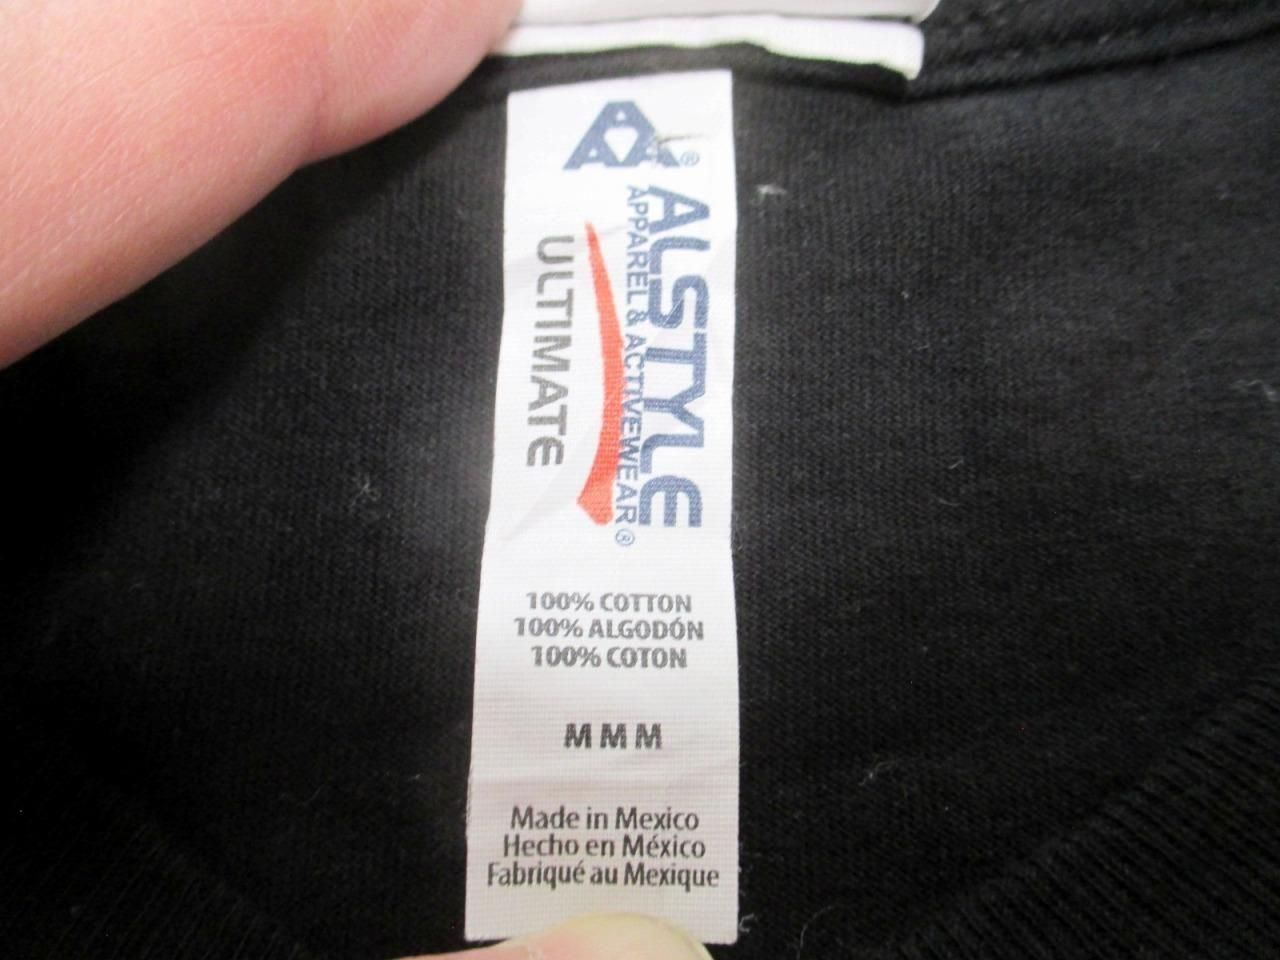 AAA®
ALSTYLE
APPAREL & ACTIVEWEAR®
ULTIMATE
100% COTTON
100% ALGODÓN
100% COTON
M M M
Made in Mexico
Hecho en México
Fabriqué au Mexique